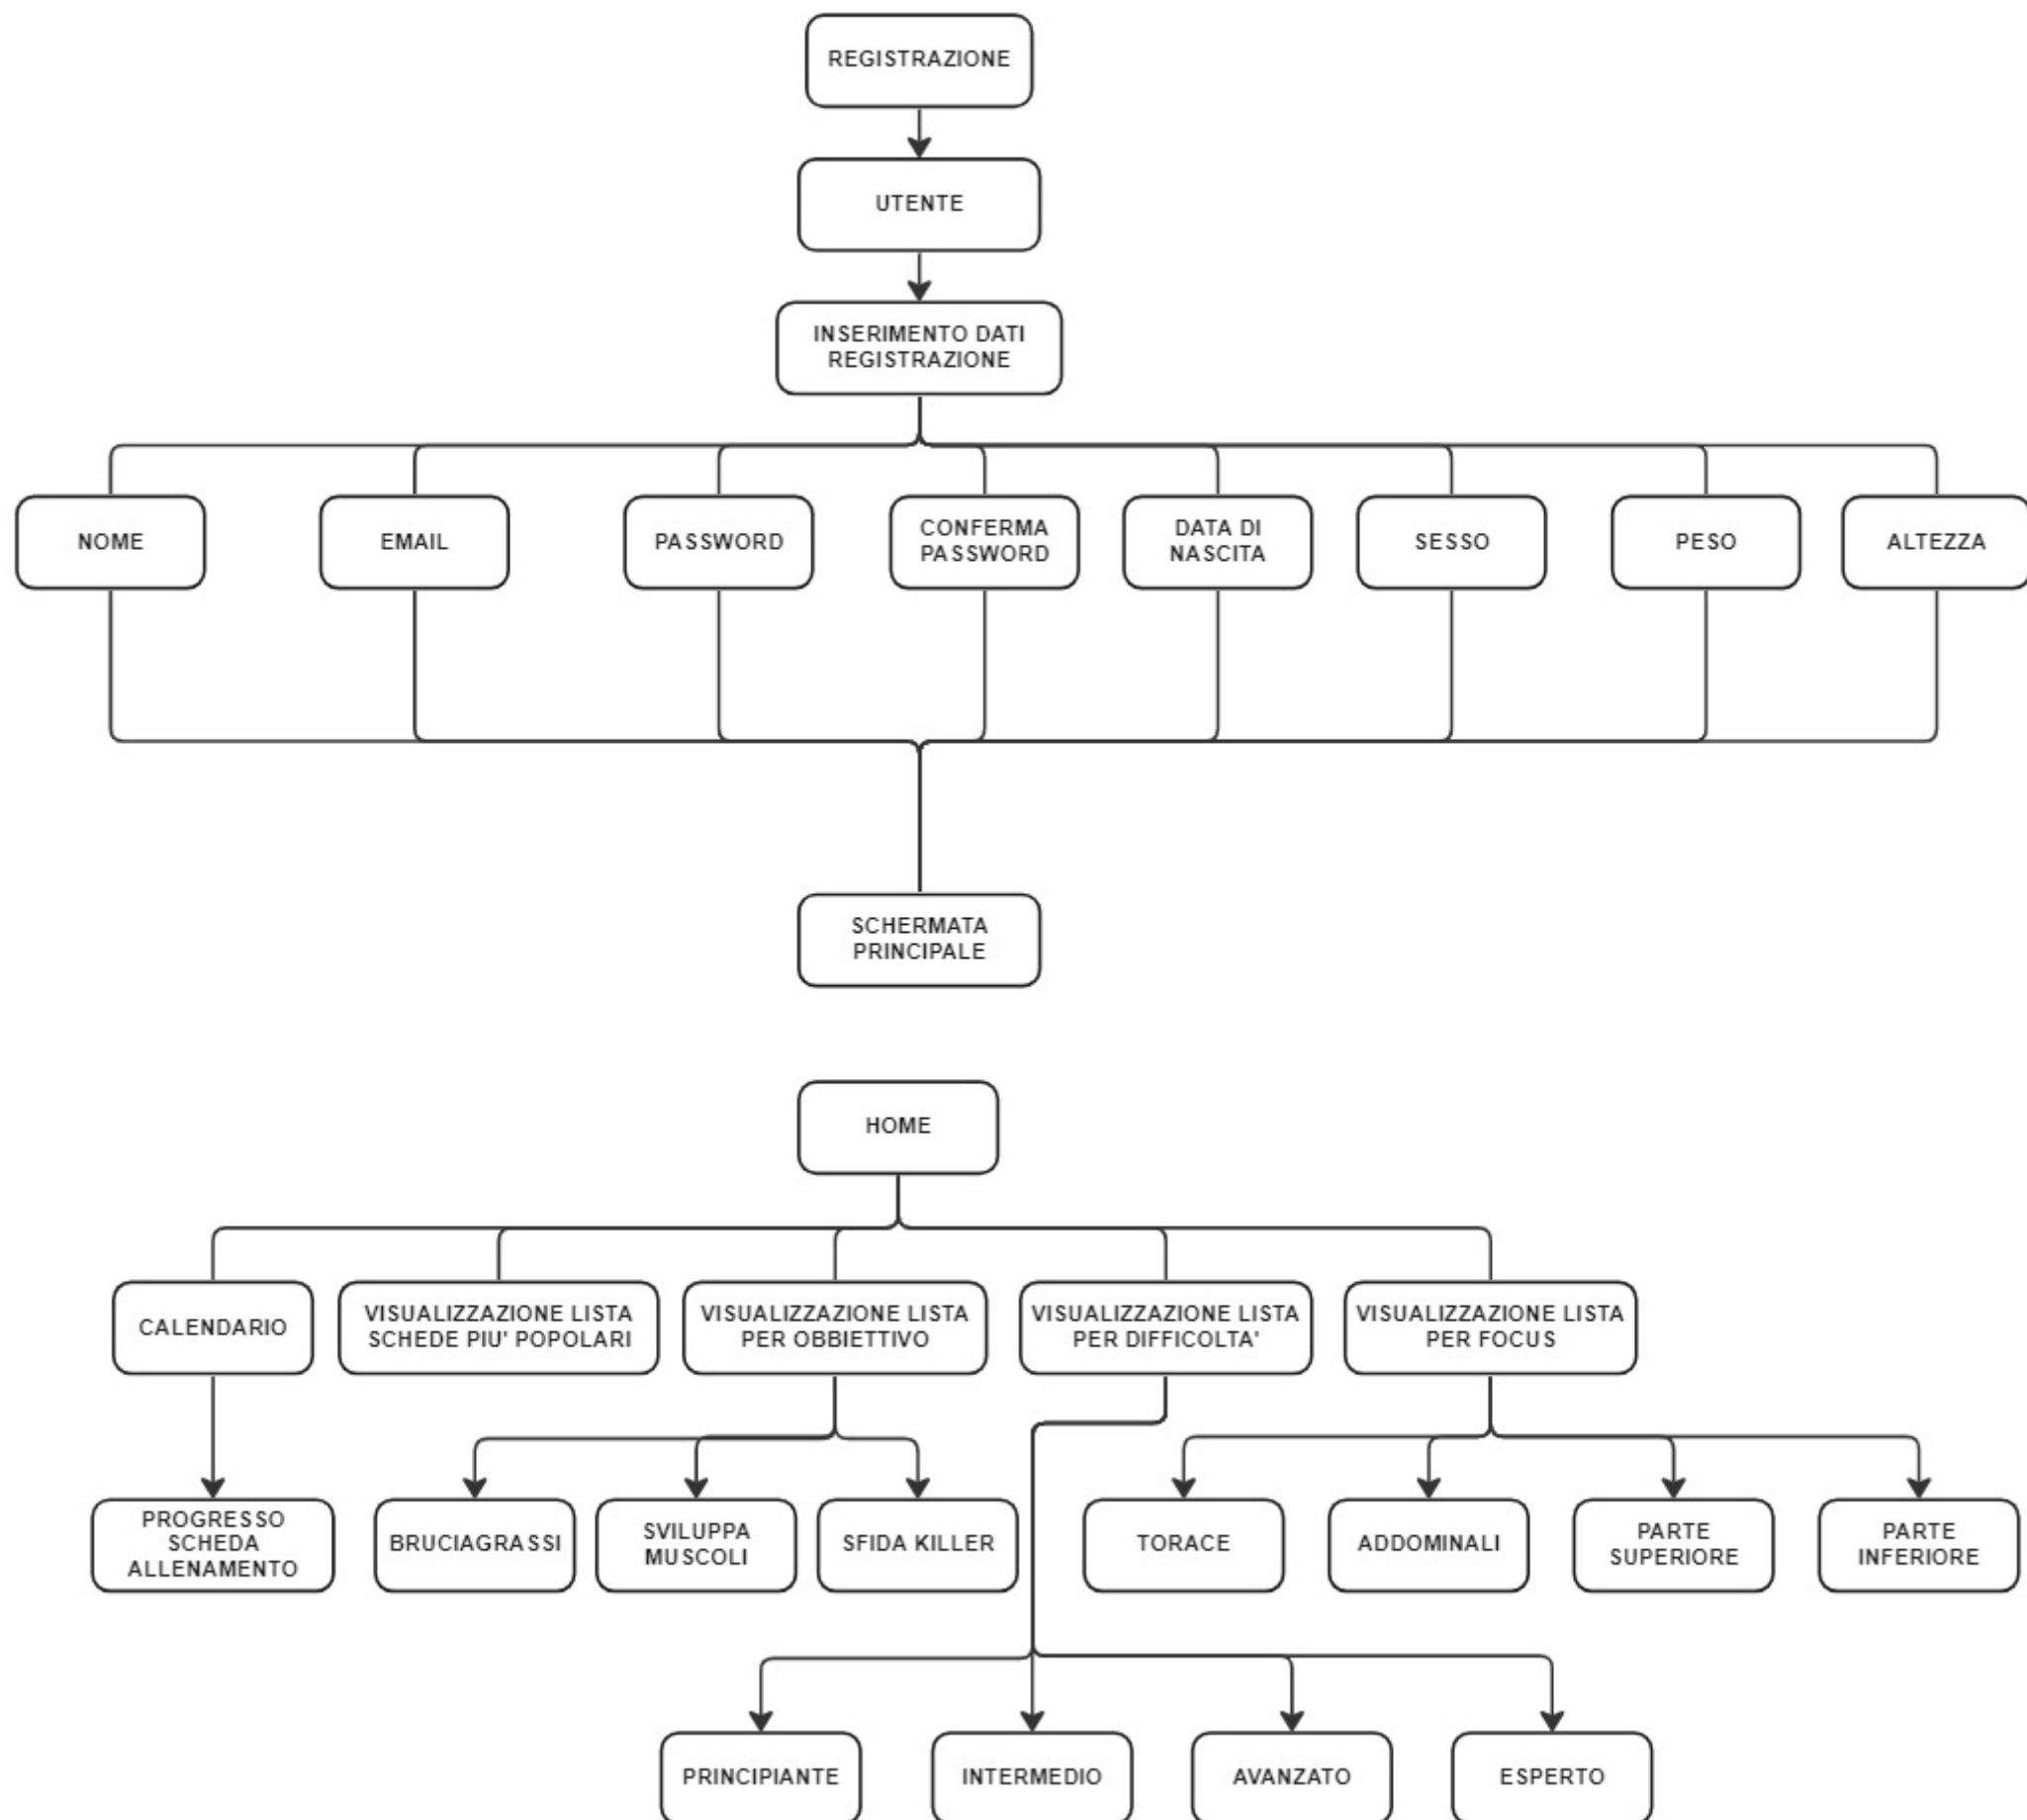 REGISTRAZIONE
UTENTE
INSERIMENTO DATI
REGISTRAZIONE
NOME
EMAIL
PASSWORD
CONFERMA
PASSWORD
DATA DI
NASCITA
SESSO
PESO
ALTEZZA
SCHERMATA
PRINCIPALE
HOME
CALENDARIO
VISUALIZZAZIONE LISTA
SCHEDE PIU' POPOLARI
VISUALIZZAZIONE LISTA
PER OBBIETTIVO
VISUALIZZAZIONE LISTA
PER DIFFICOLTA'
VISUALIZZAZIONE LISTA
PER FOCUS
PROGRESSO
SCHEDA
ALLENAMENTO
BRUCIAGRASSI
SVILUPPA
MUSCOLI
SFIDA KILLER
TORACE
ADDOMINALI
PARTE
SUPERIORE
PARTE
INFERIORE
PRINCIPIANTE
INTERMEDIO
AVANZATO
ESPERTO